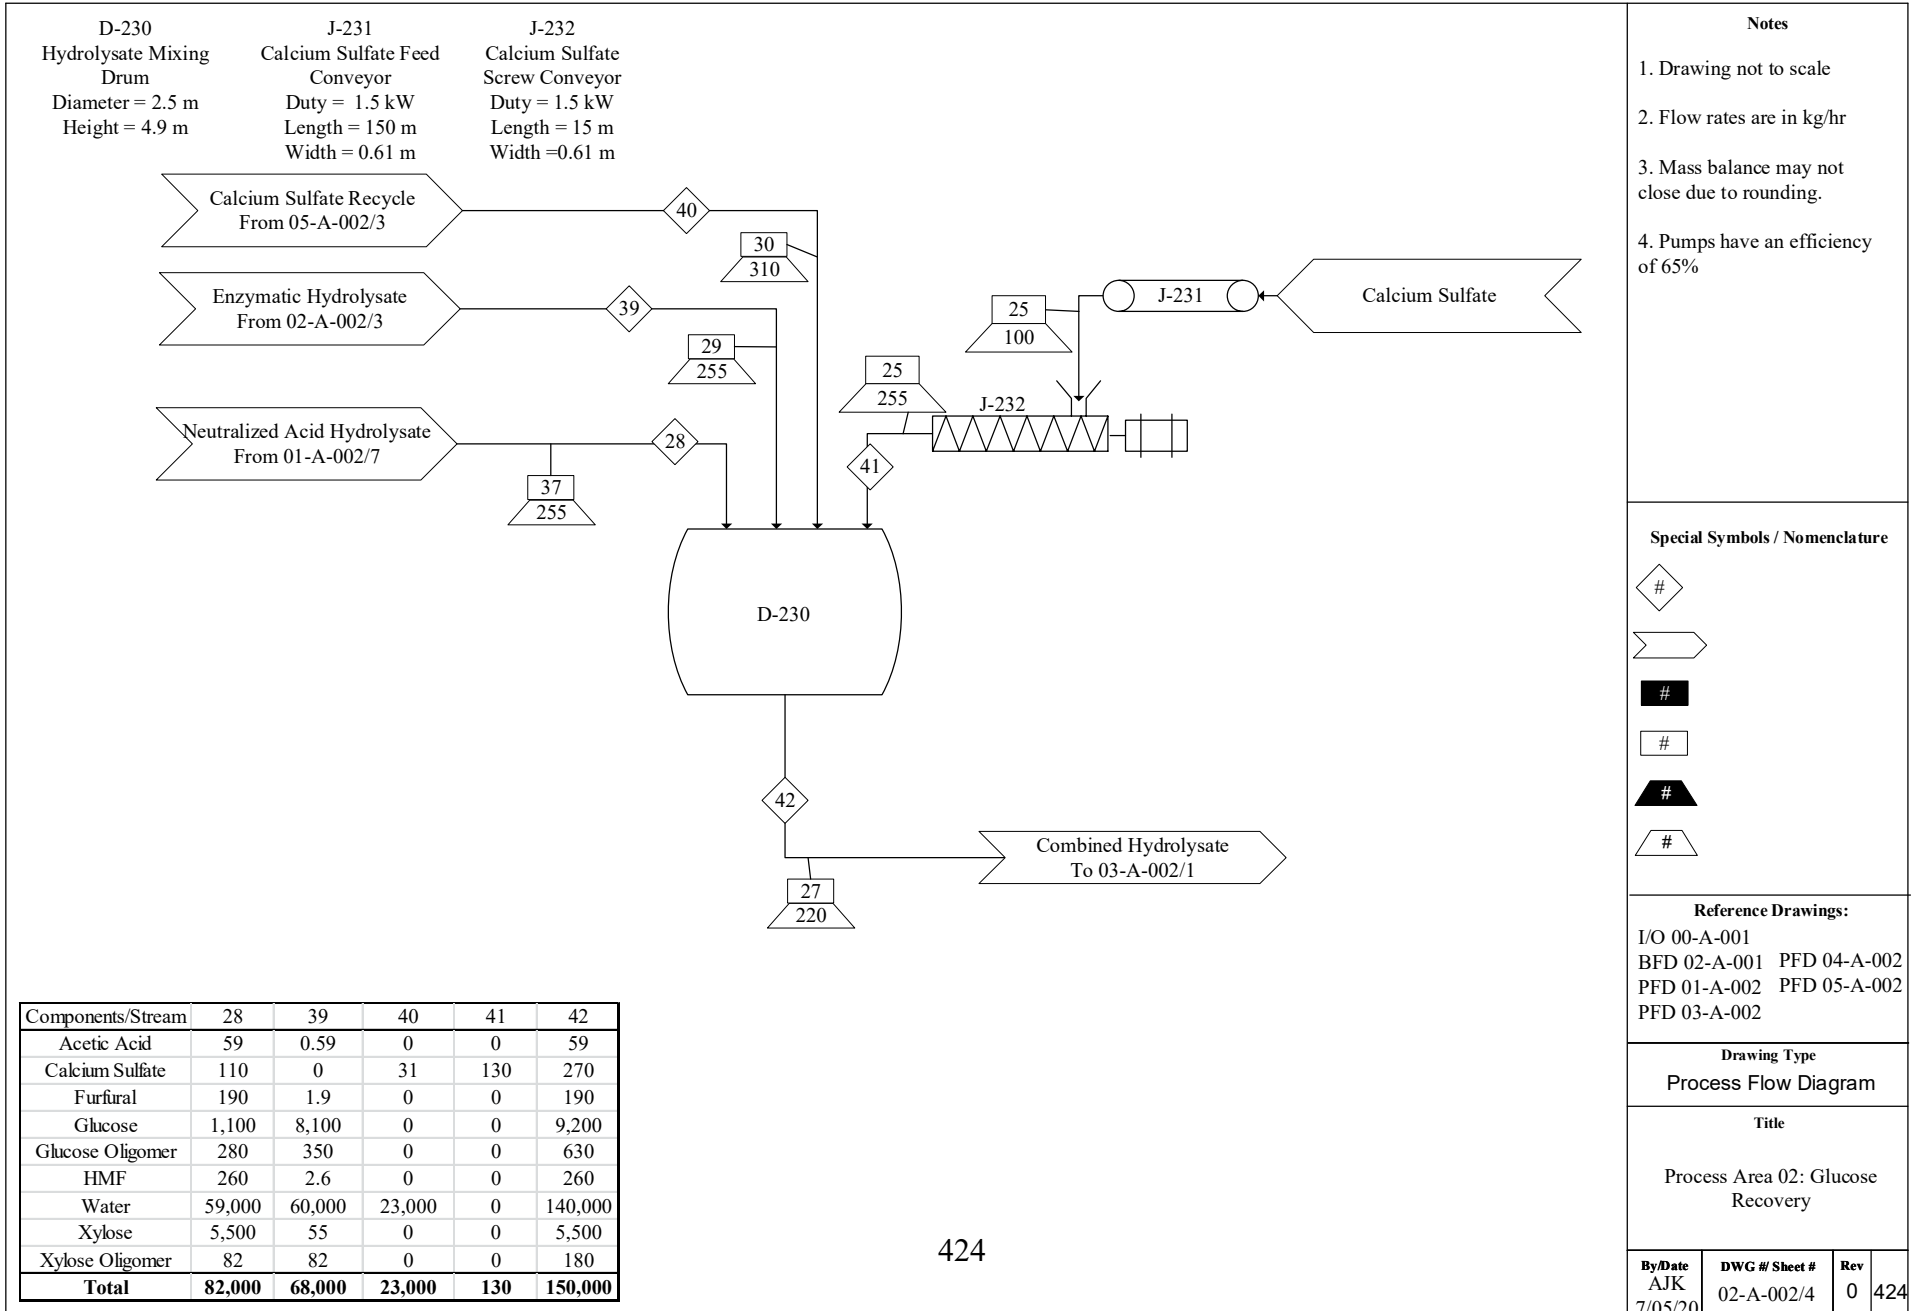 D-230
Hydrolysate Mixing
Drum
Diameter = 2.5 m
Height = 4.9 m
J-231
Calcium Sulfate Feed
Conveyor
Duty = 1.5 kW
Length = 150 m
Width = 0.61 m
J-232
Calcium Sulfate
Screw Conveyor
Duty = 1.5 kW
Length = 15 m
Width =0.61 m
Calcium Sulfate Recycle
From 05-A-002/3
40
30
310
Enzymatic Hydrolysate
From 02-A-002/3
39
29
255
Neutralized Acid Hydrolysate
From 01-A-002/7
28
37
255
Calcium Sulfate
J-231
25
100
25
255
J-232
41
D-230
42
27
220
Combined Hydrolysate
To 03-A-002/1
Components/Stream 28 39 40 41 42
Acetic Acid 59 0.59 0 0 59
Calcium Sulfate 110 0 31 130 270
Furfural 190 1.9 0 0 190
Glucose 1,100 8,100 0 0 9,200
Glucose Oligomer 280 350 0 0 630
HMF 260 2.6 0 0 260
Water 59,000 60,000 23,000 0 140,000
Xylose 5,500 55 0 0 5,500
Xylose Oligomer 82 82 0 0 180
Total 82,000 68,000 23,000 130 150,000
424
Notes
1. Drawing not to scale
2. Flow rates are in kg/hr
3. Mass balance may not
close due to rounding.
4. Pumps have an efficiency
of 65%
Special Symbols / Nomenclature
#
#
#
#
#
Reference Drawings:
I/O 00-A-001
BFD 02-A-001 PFD 04-A-002
PFD 01-A-002 PFD 05-A-002
PFD 03-A-002
Drawing Type
Process Flow Diagram
Title
Process Area 02: Glucose
Recovery
By/Date DWG #/ Sheet # Rev
AJK 02-A-002/4 0 424
7/05/20